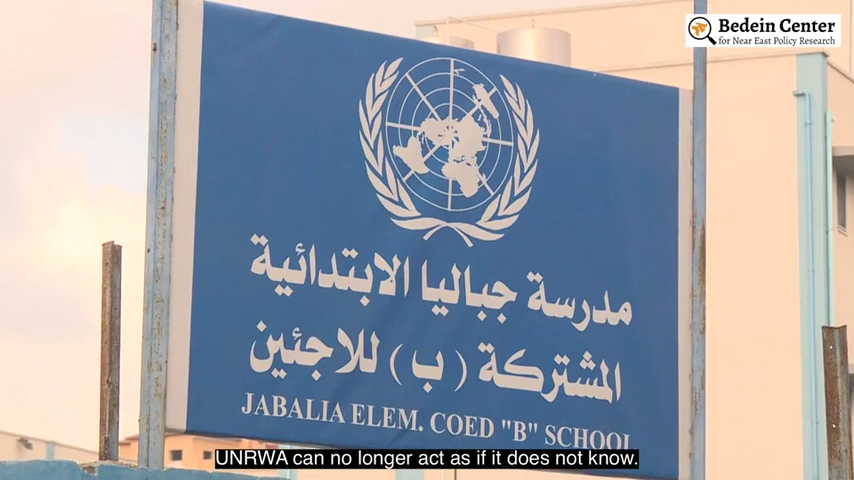 Bedein Center
for Near East Policy Research
مدرسة جباليا الابتدائية
المشتركة ( ب ) للاجئين
JABALIA ELEM. COED "B" SCHOOL
UNRWA can no longer act as if it does not know.